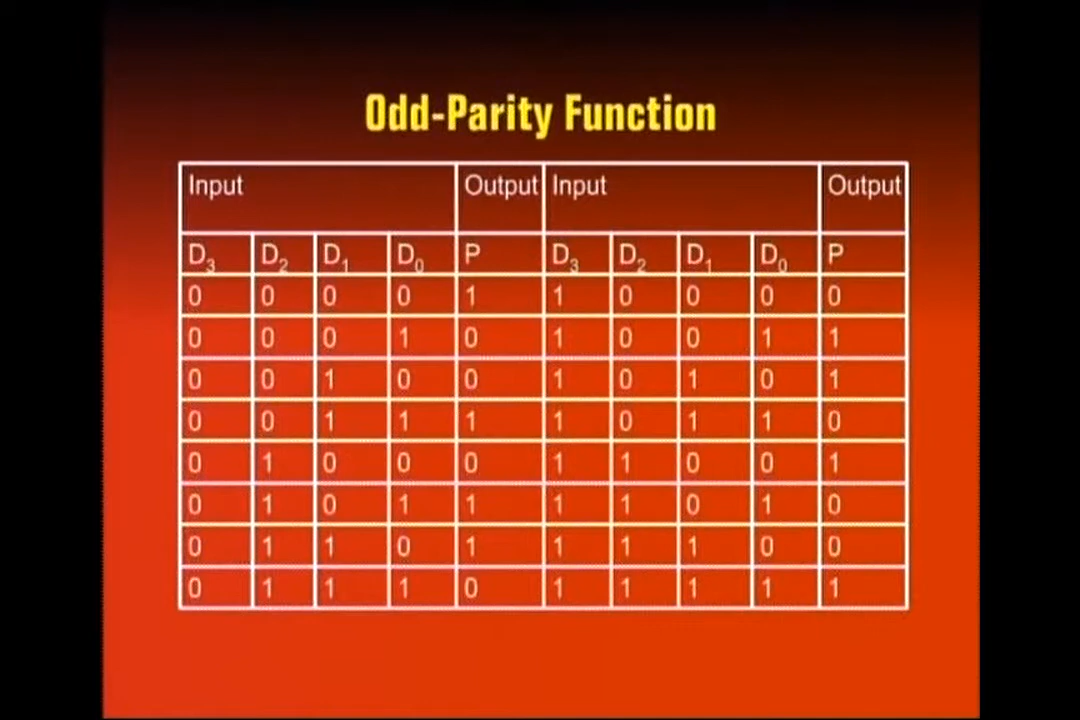 Odd-Parity Function
Input Output Input Output
D3 D2 D1 D0 P D3 D2 D1 D0 P
0 0 0 0 1 1 0 0 0 0
0 0 0 1 0 1 0 0 1 1
0 0 1 0 0 1 0 1 0 1
0 0 1 1 1 1 0 1 1 0
0 1 0 0 0 1 1 0 0 1
0 1 0 1 1 1 1 0 1 0
0 1 1 0 1 1 1 1 0 0
0 1 1 1 0 1 1 1 1 1